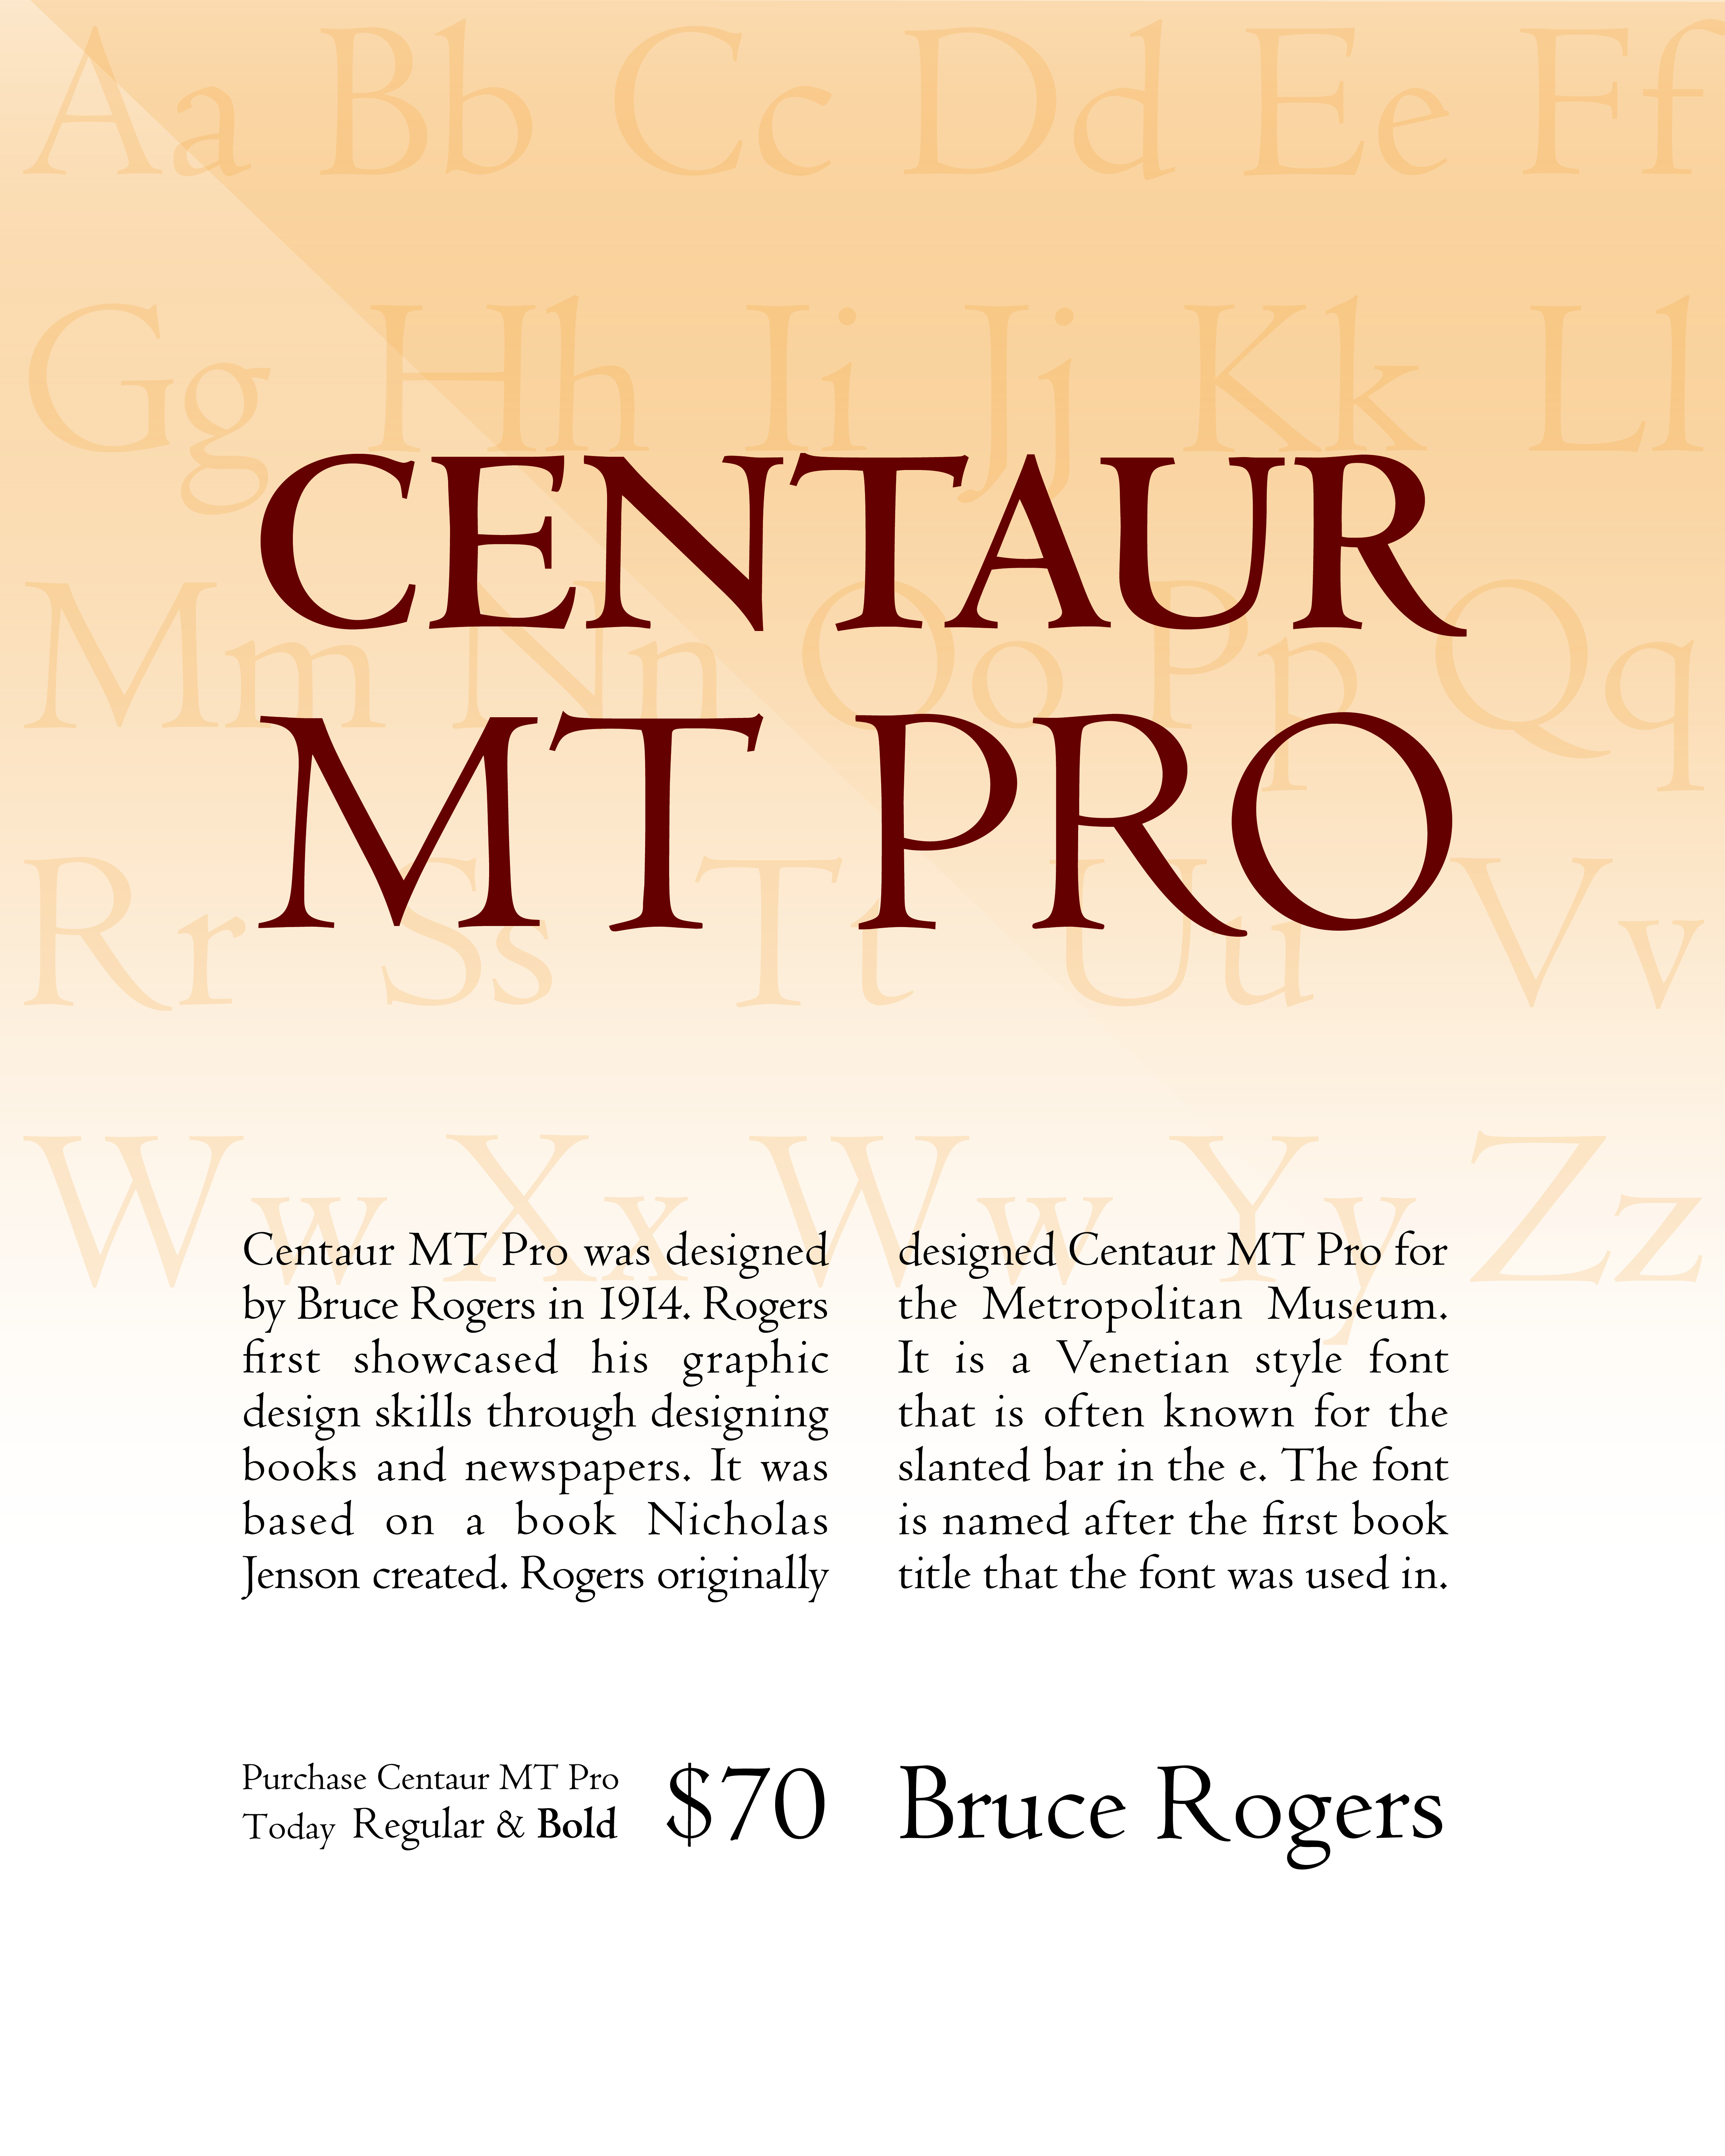 Aa Bb Cc Dd Ee Ff
Gg Hh Ii Jj Kk Ll
CENTAUR
Mm Nn Oo Pp Qq
MT PRO
Rr Ss Tt Uu Vv
Ww Xx Ww Yy Zz
Centaur MT Pro was designed
by Bruce Rogers in 1914. Rogers
first showcased his graphic
design skills through designing
books and newspapers. It was
based on a book Nicholas
Jenson created. Rogers originally
designed Centaur MT Pro for
the Metropolitan Museum.
It is a Venetian style font
that is often known for the
slanted bar in the e. The font
is named after the first book
title that the font was used in.
Purchase Centaur MT Pro
Today Regular & Bold
$70
Bruce Rogers